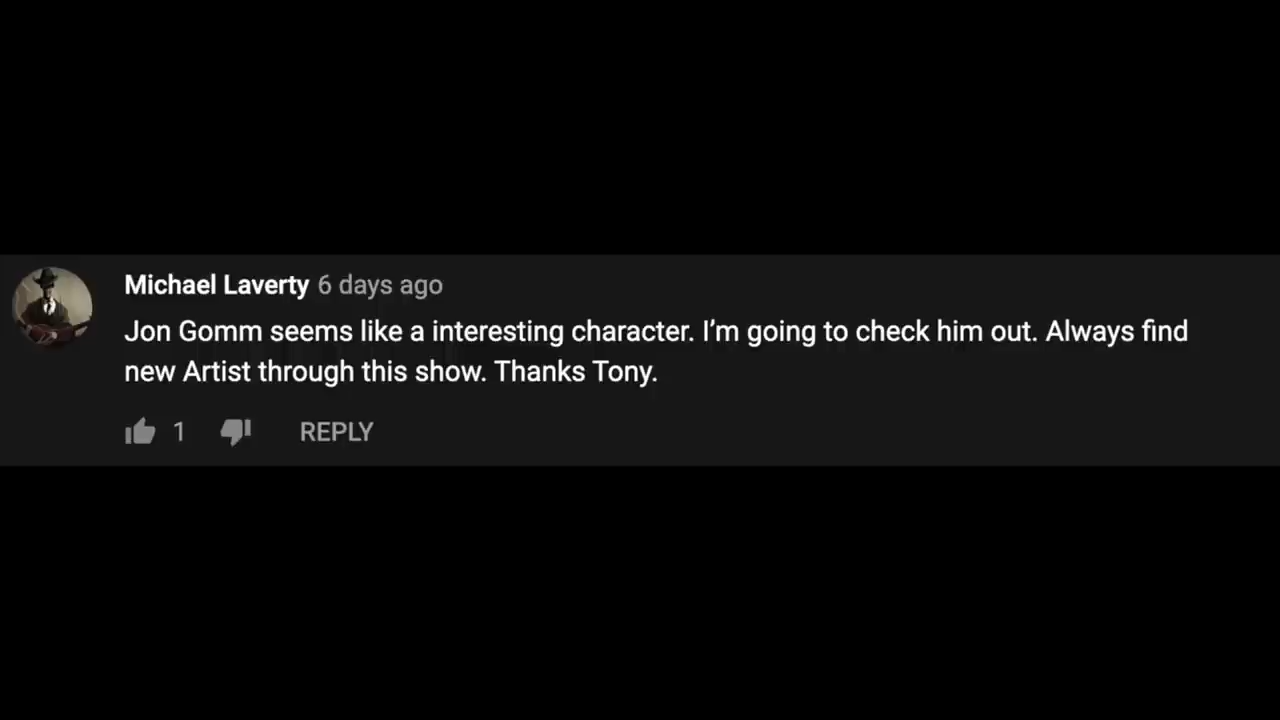 Michael Laverty 6 days ago
Jon Gomm seems like a interesting character. I’m going to check him out. Always find
new Artist through this show. Thanks Tony.
1 REPLY